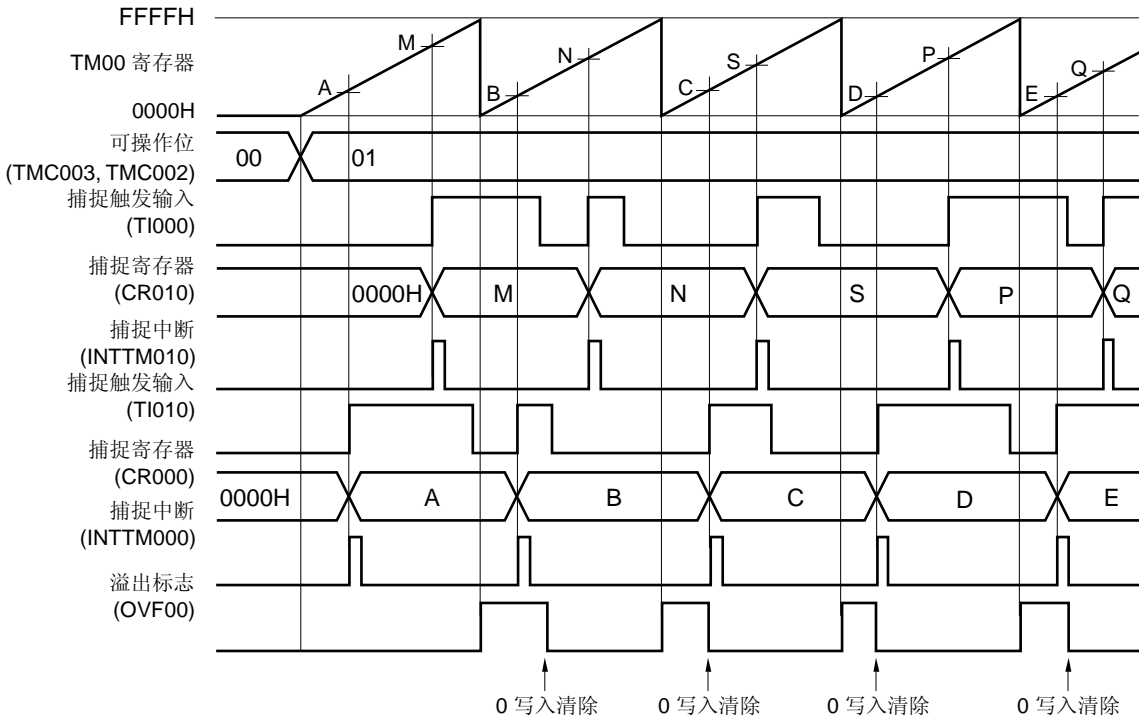 FFFFH
TM00 寄存器
0000H
A
M
B
N
C
S
D
P
E
Q
可操作位
(TMC003, TMC002)
00
01
捕捉触发输入
(TI000)
捕捉寄存器
(CR010)
0000H
M
N
S
P
Q
捕捉中断
(INTTM010)
捕捉触发输入
(TI010)
捕捉寄存器
(CR000)
0000H
A
B
C
D
E
捕捉中断
(INTTM000)
溢出标志
(OVF00)
0 写入清除
0 写入清除
0 写入清除
0 写入清除